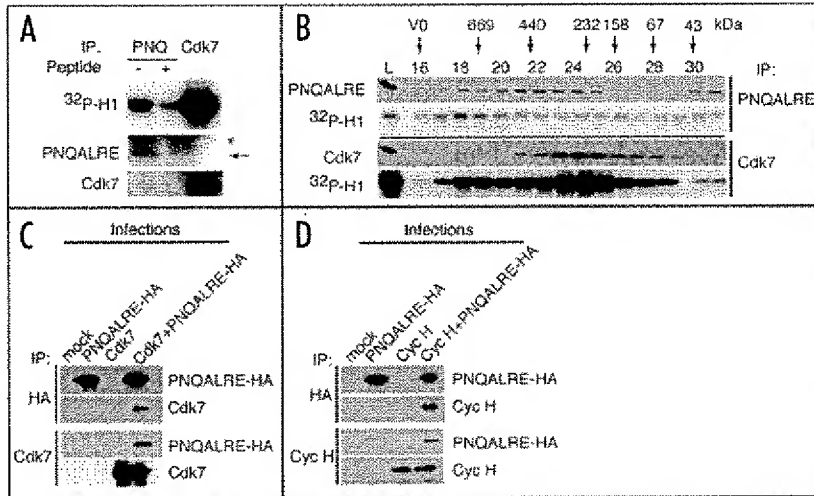 A
IP: PNQ Cdk7
Peptide - +
32P-H1
PNQALRE
*
Cdk7
B
V0 669 440 232 158 67 43 kDa
L 16 18 20 22 24 26 28 30 IP:
PNQALRE
32P-H1
PNQALRE
Cdk7
32P-H1
Cdk7
C
Infections
mock
PNQALRE-HA
Cdk7
Cdk7+PNQALRE-HA
IP:
HA
PNQALRE-HA
Cdk7
Cdk7
PNQALRE-HA
Cdk7
D
Infections
mock
PNQALRE-HA
Cyc H
Cyc H+PNQALRE-HA
IP:
HA
PNQALRE-HA
Cyc H
Cyc H
PNQALRE-HA
Cyc H